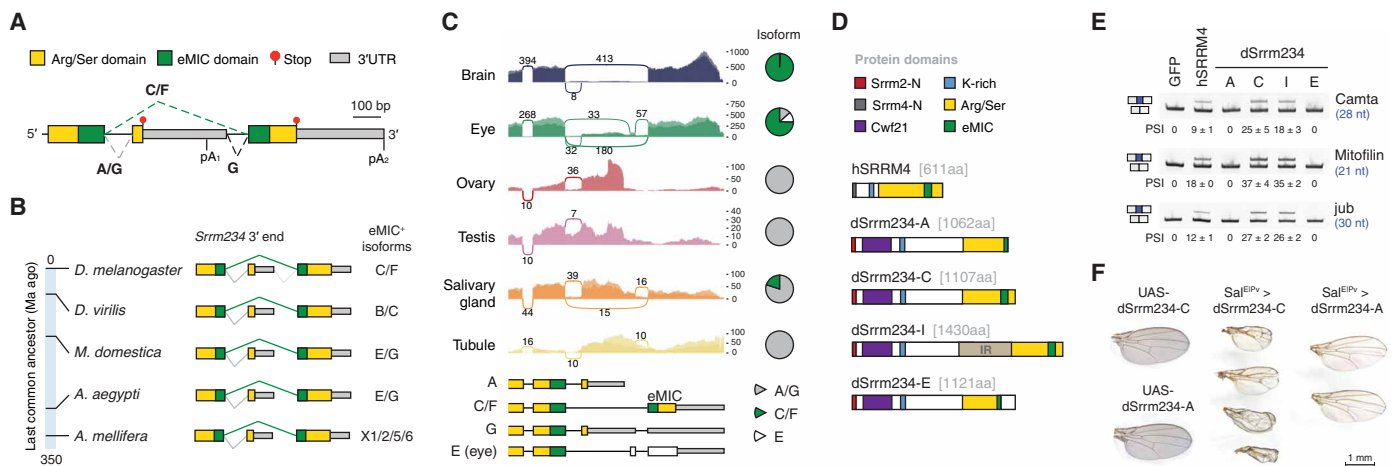 A
Arg/Ser domain
eMIC domain
Stop
3′UTR
C/F
100 bp
5′
3′
A/G
pA1
G
pA2
B
Last common ancestor (Ma ago)
0
350
Srrm234 3′ end
eMIC+
isoforms
D. melanogaster
C/F
D. virilis
B/C
M. domestica
E/G
A. aegypti
E/G
A. mellifera
X1/2/5/6
C
Isoform
Brain
394
413
8
1000
500
0
Eye
268
33
57
32
180
750
500
250
0
Ovary
36
10
100
50
0
Testis
7
10
40
30
20
10
0
Salivary
gland
39
16
44
15
100
50
0
Tubule
16
10
10
100
50
0
A
C/F
eMIC
G
E (eye)
A/G
C/F
E
D
Protein domains
Srrm2-N
K-rich
Srrm4-N
Arg/Ser
Cwf21
eMIC
hSRRM4 [611aa]
dSrrm234-A [1062aa]
dSrrm234-C [1107aa]
dSrrm234-I [1430aa]
IR
dSrrm234-E [1121aa]
E
GFP
hSRRM4
dSrrm234
A C I E
Camta
(28 nt)
PSI 0 9 ± 1 0 25 ± 5 18 ± 3 0
Mitofilin
(21 nt)
PSI 0 18 ± 0 0 37 ± 4 35 ± 2 0
jub
(30 nt)
PSI 0 12 ± 1 0 27 ± 2 26 ± 2 0
F
UAS-
dSrrm234-C
SalEPv >
dSrrm234-C
SalEPv >
dSrrm234-A
UAS-
dSrrm234-A
1 mm